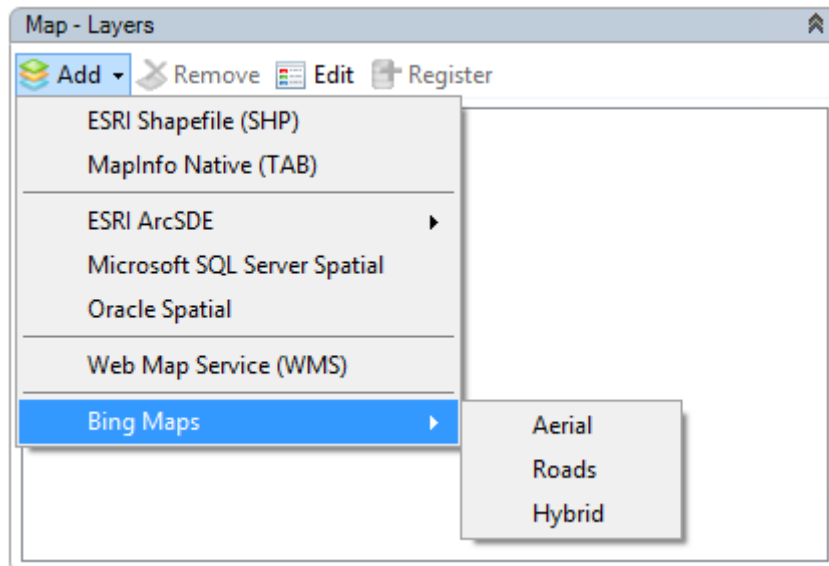 Map - Layers
Add Remove Edit Register
ESRI Shapefile (SHP)
MapInfo Native (TAB)
ESRI ArcSDE
Microsoft SQL Server Spatial
Oracle Spatial
Web Map Service (WMS)
Bing Maps
Aerial
Roads
Hybrid